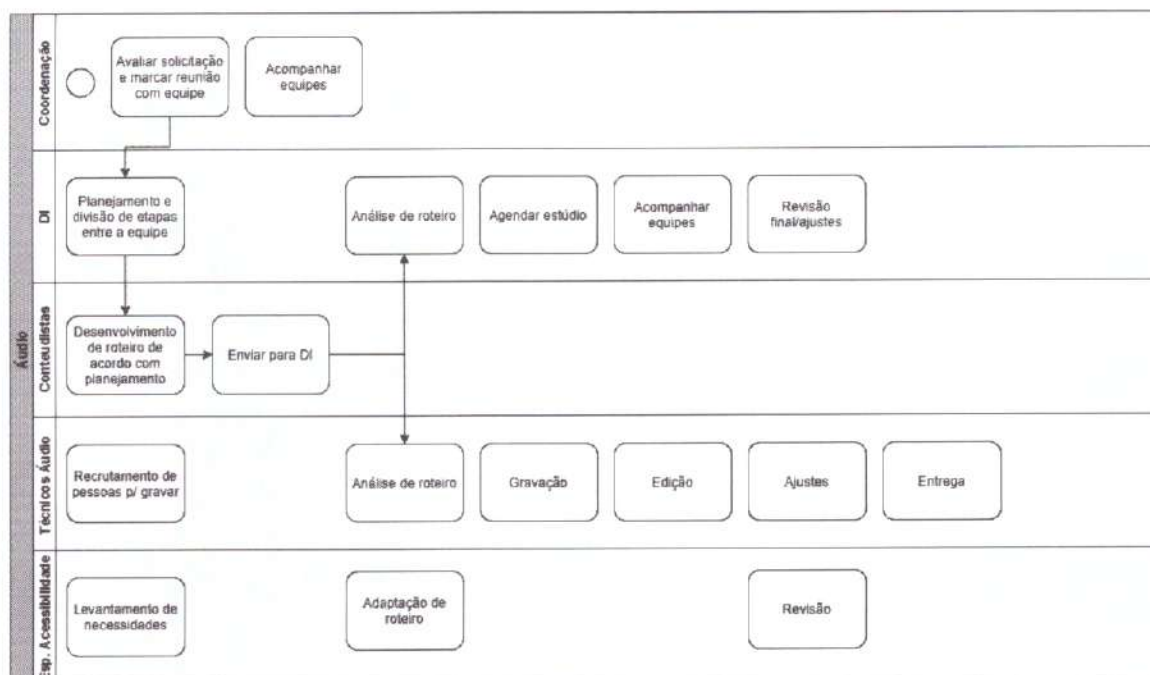 Áudio
Coordenação
Avaliar solicitação
e marcar reunião
com equipe
Acompanhar
equipes
DI
Planejamento e
divisão de etapas
entre a equipe
Análise de roteiro
Agendar estúdio
Acompanhar
equipes
Revisão
final/ajustes
Conteudistas
Desenvolvimento
de roteiro de
acordo com
planejamento
Enviar para DI
Técnicos Áudio
Recrutamento de
pessoas p/ gravar
Análise de roteiro
Gravação
Edição
Ajustes
Entrega
Esp. Acessibilidade
Levantamento de
necessidades
Adaptação de
roteiro
Revisão